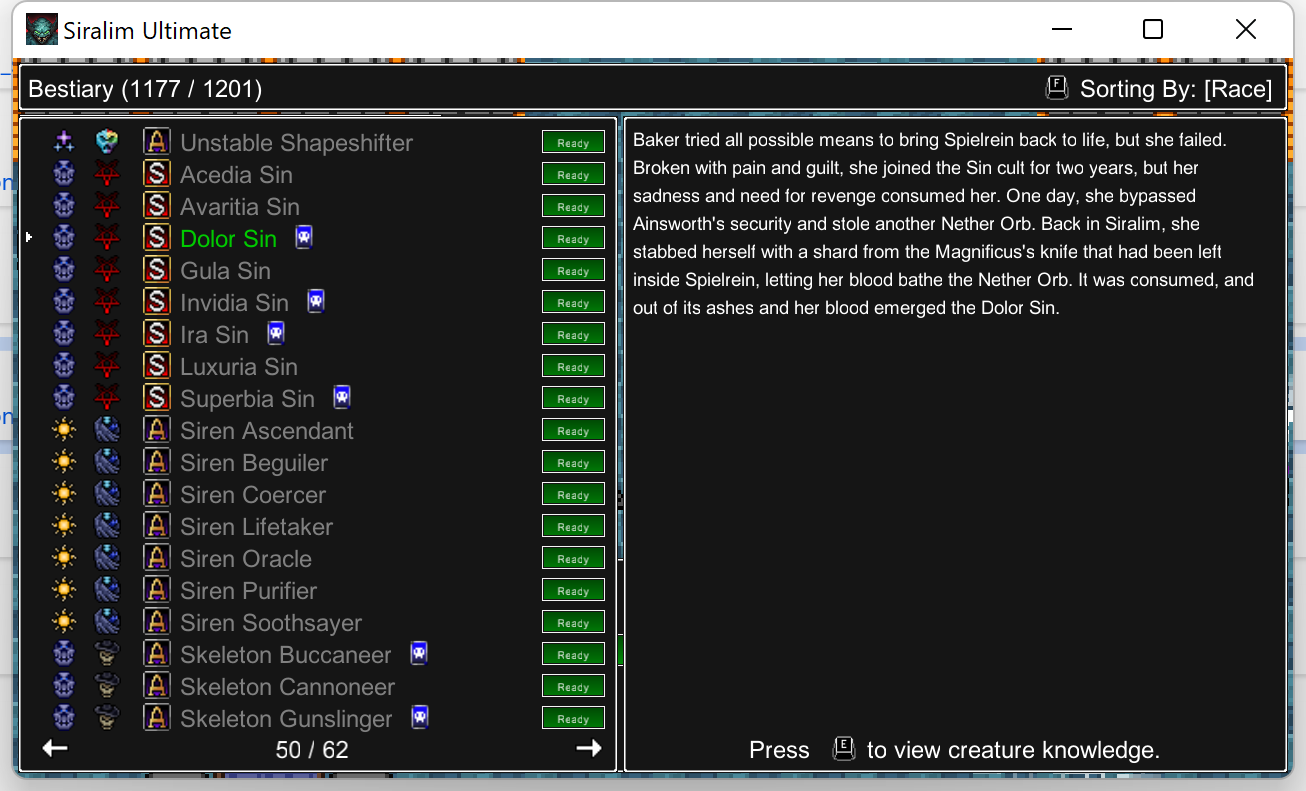 Siralim Ultimate
Bestiary (1177 / 1201)
F Sorting By: [Race]
A Unstable Shapeshifter Ready
S Acedia Sin Ready
S Avaritia Sin Ready
S Dolor Sin Ready
S Gula Sin Ready
S Invidia Sin Ready
S Ira Sin Ready
S Luxuria Sin Ready
S Superbia Sin Ready
A Siren Ascendant Ready
A Siren Beguiler Ready
A Siren Coercer Ready
A Siren Lifetaker Ready
A Siren Oracle Ready
A Siren Purifier Ready
A Siren Soothsayer Ready
A Skeleton Buccaneer Ready
A Skeleton Cannoneer Ready
A Skeleton Gunslinger Ready
50 / 62
Baker tried all possible means to bring Spielrein back to life, but she failed.
Broken with pain and guilt, she joined the Sin cult for two years, but her
sadness and need for revenge consumed her. One day, she bypassed
Ainsworth's security and stole another Nether Orb. Back in Siralim, she
stabbed herself with a shard from the Magnificus's knife that had been left
inside Spielrein, letting her blood bathe the Nether Orb. It was consumed, and
out of its ashes and her blood emerged the Dolor Sin.
Press E to view creature knowledge.